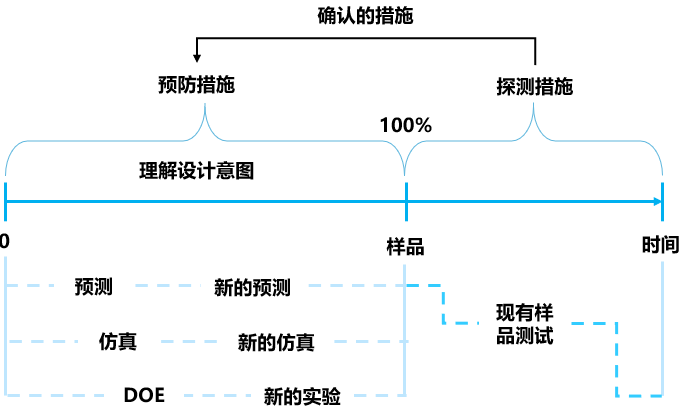 确认的措施
预防措施
探测措施
100%
理解设计意图
0
样品
时间
预测
新的预测
现有样
品测试
仿真
新的仿真
DOE
新的实验